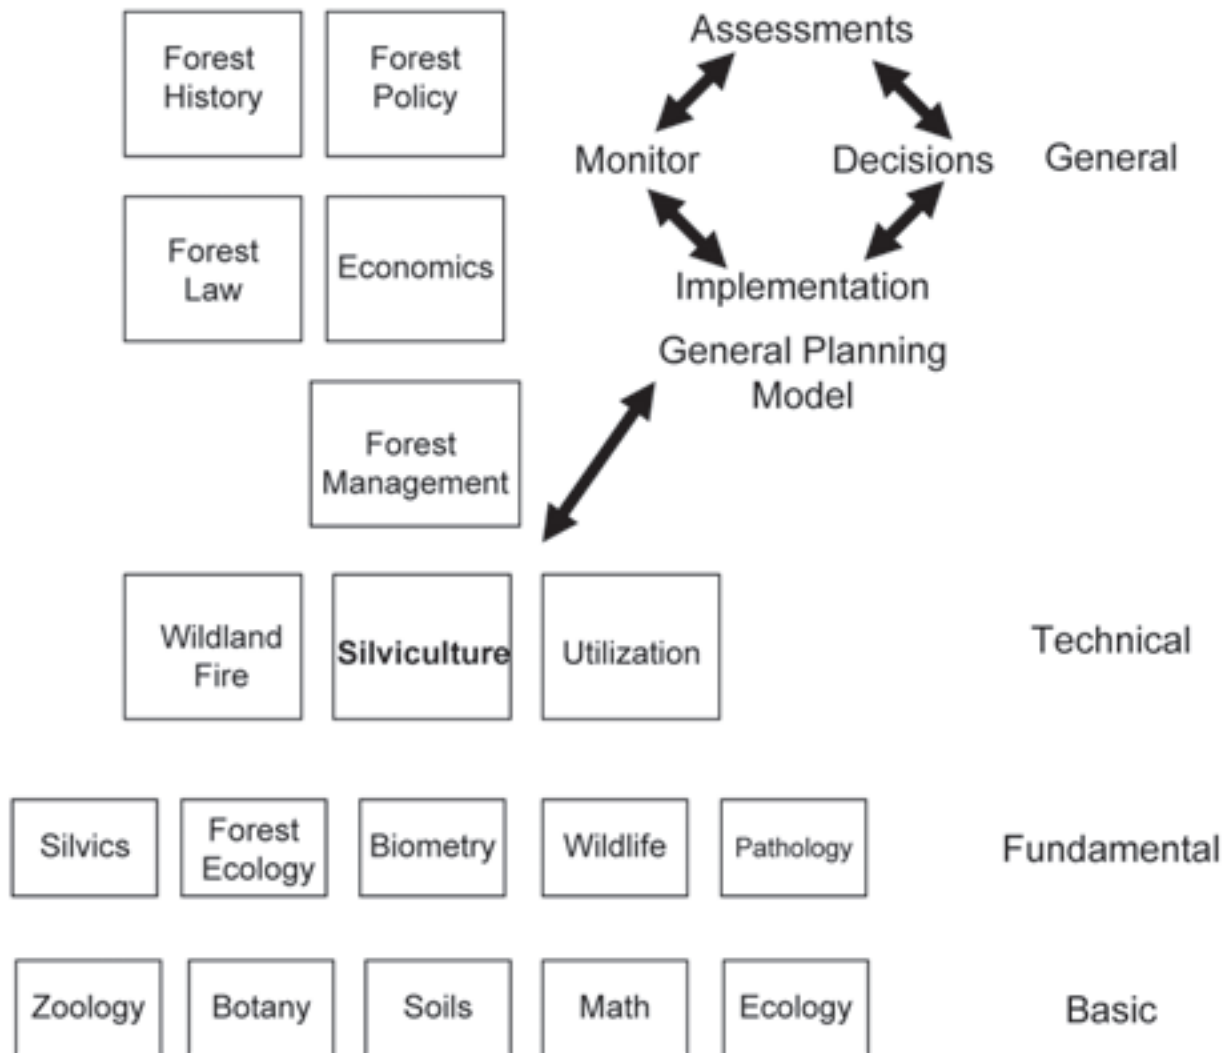 Forest
History
Forest
Policy
Assessments
Monitor
Decisions
General
Forest
Law
Economics
Implementation
General Planning
Model
Forest
Management
Wildland
Fire
Silviculture
Utilization
Technical
Silvics
Forest
Ecology
Biometry
Wildlife
Pathology
Fundamental
Zoology
Botany
Soils
Math
Ecology
Basic